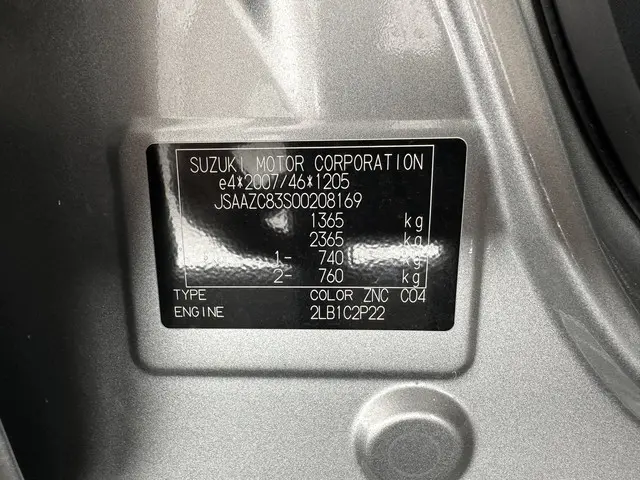 SUZUKI MOTOR CORPORATION
e4*2007/46*1205
JSAAZC83S00208169
1365 kg
2365 kg
1- 740 kg
2- 760 kg
TYPE COLOR ZNC C04
ENGINE 2LB1C2P22